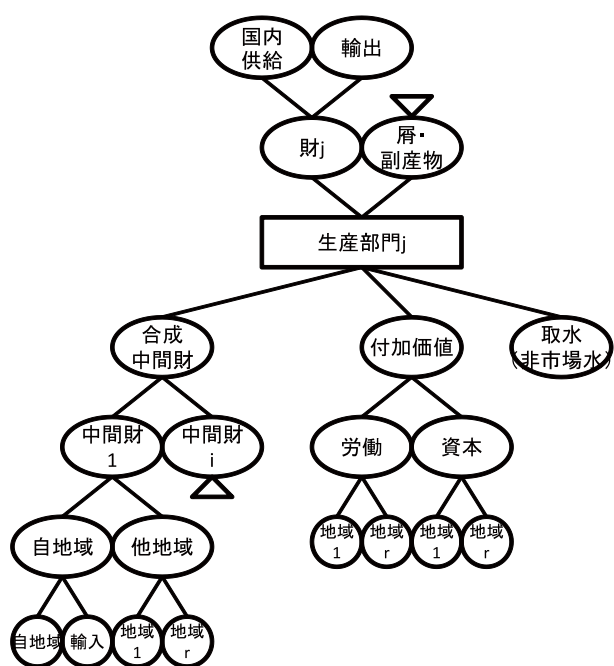 国内
供給
輸出
財j
屑・
副産物
生産部門j
合成
中間財
付加価値
取水
(非市場水)
中間財
1
中間財
i
労働
資本
自地域
他地域
地域
1
地域
r
地域
1
地域
r
自地域
輸入
地域
1
地域
r